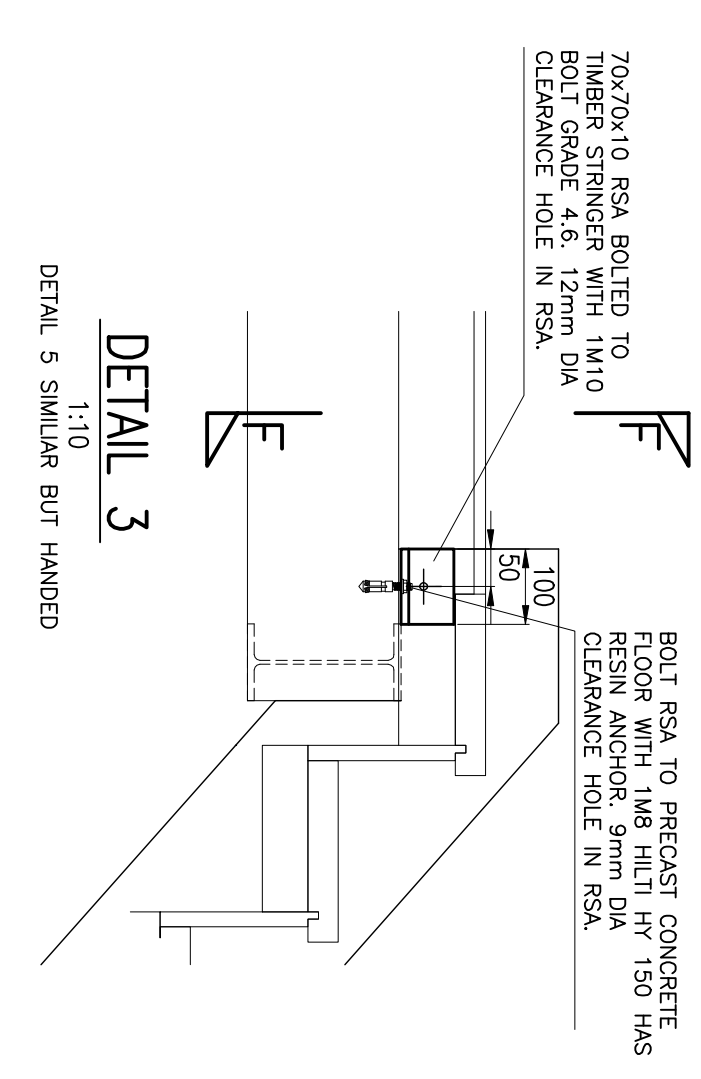 70x70x10 RSA BOLTED TO
TIMBER STRINGER WITH 1M10
BOLT GRADE 4.6. 12mm DIA
CLEARANCE HOLE IN RSA.
BOLT RSA TO PRECAST CONCRETE
FLOOR WITH 1M8 HILTI HY 150 HAS
RESIN ANCHOR. 9mm DIA
CLEARANCE HOLE IN RSA.
100
50
F
F
DETAIL 3
1:10
DETAIL 5 SIMILIAR BUT HANDED